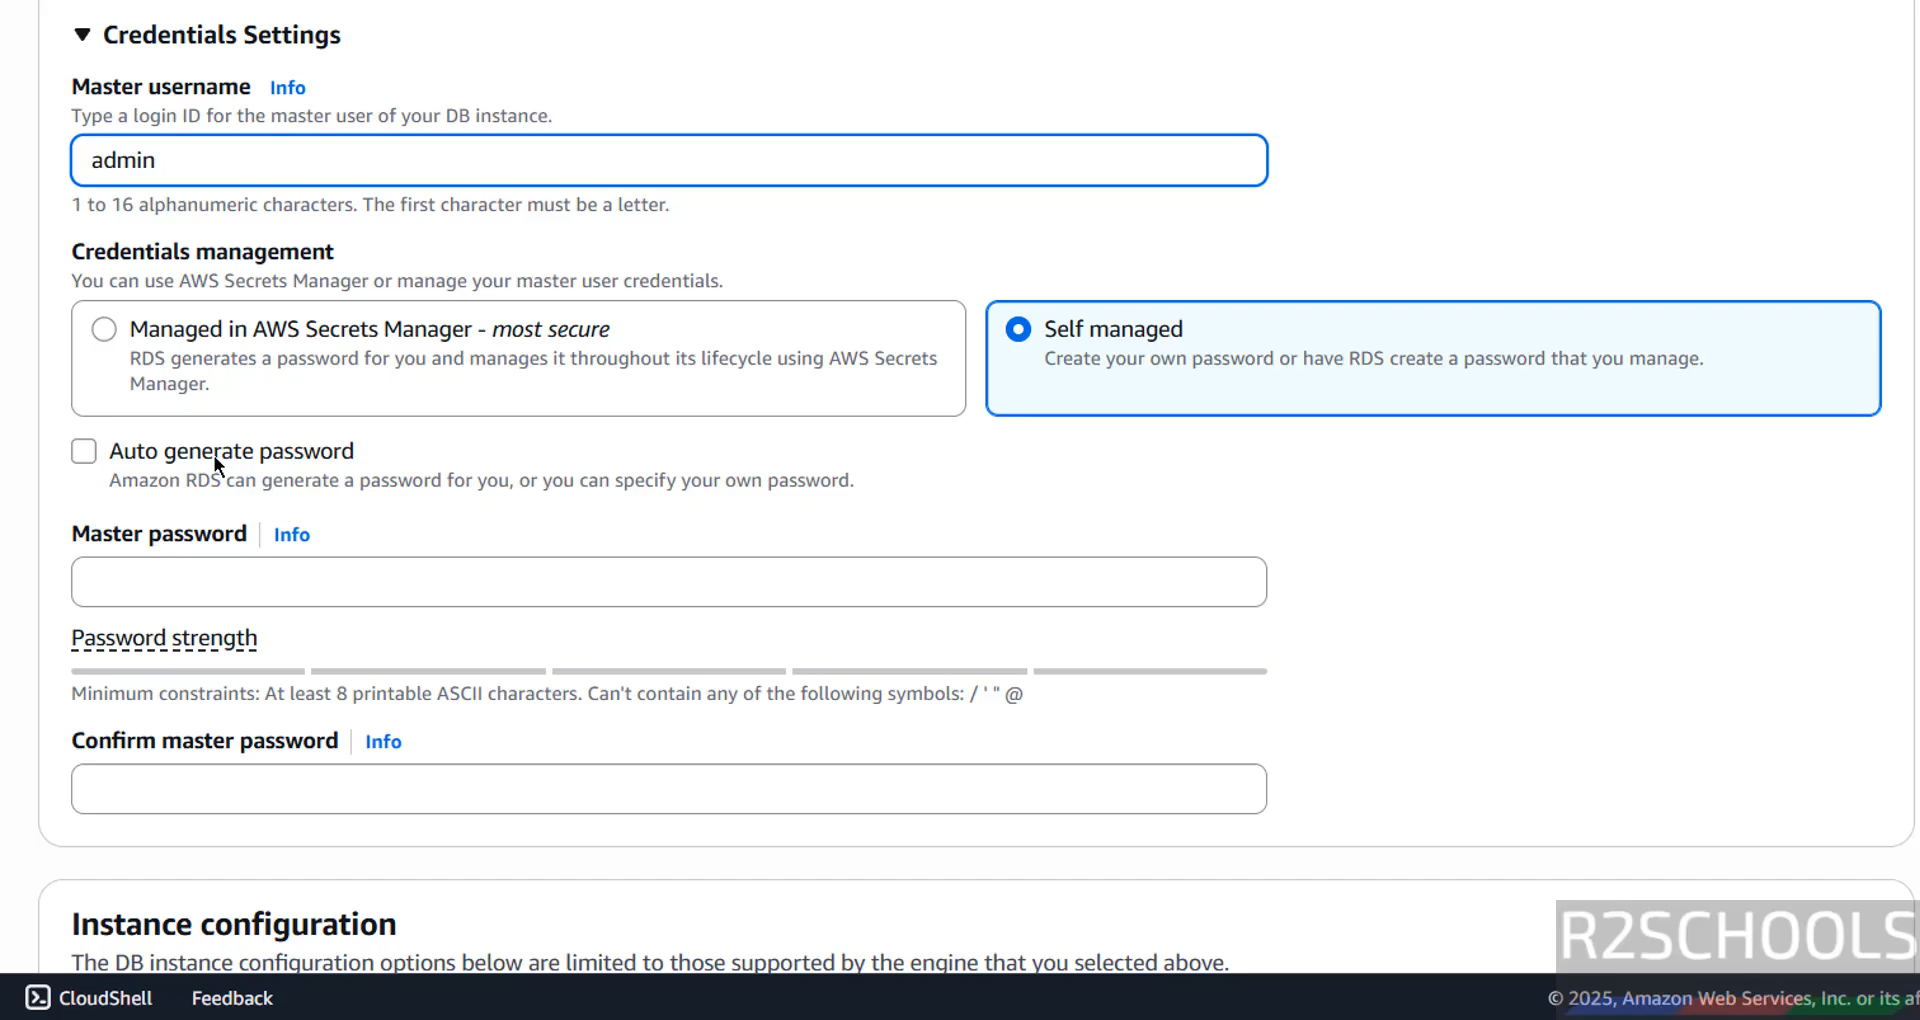 Credentials Settings
Master username Info
Type a login ID for the master user of your DB instance.
admin
1 to 16 alphanumeric characters. The first character must be a letter.
Credentials management
You can use AWS Secrets Manager or manage your master user credentials.
Managed in AWS Secrets Manager - most secure
RDS generates a password for you and manages it throughout its lifecycle using AWS Secrets
Manager.
Self managed
Create your own password or have RDS create a password that you manage.
Auto generate password
Amazon RDS can generate a password for you, or you can specify your own password.
Master password Info
Password strength
Minimum constraints: At least 8 printable ASCII characters. Can't contain any of the following symbols: / ' " @
Confirm master password Info
Instance configuration
The DB instance configuration options below are limited to those supported by the engine that you selected above.
R2SCHOOLS
CloudShell Feedback
© 2025, Amazon Web Services, Inc. or its af